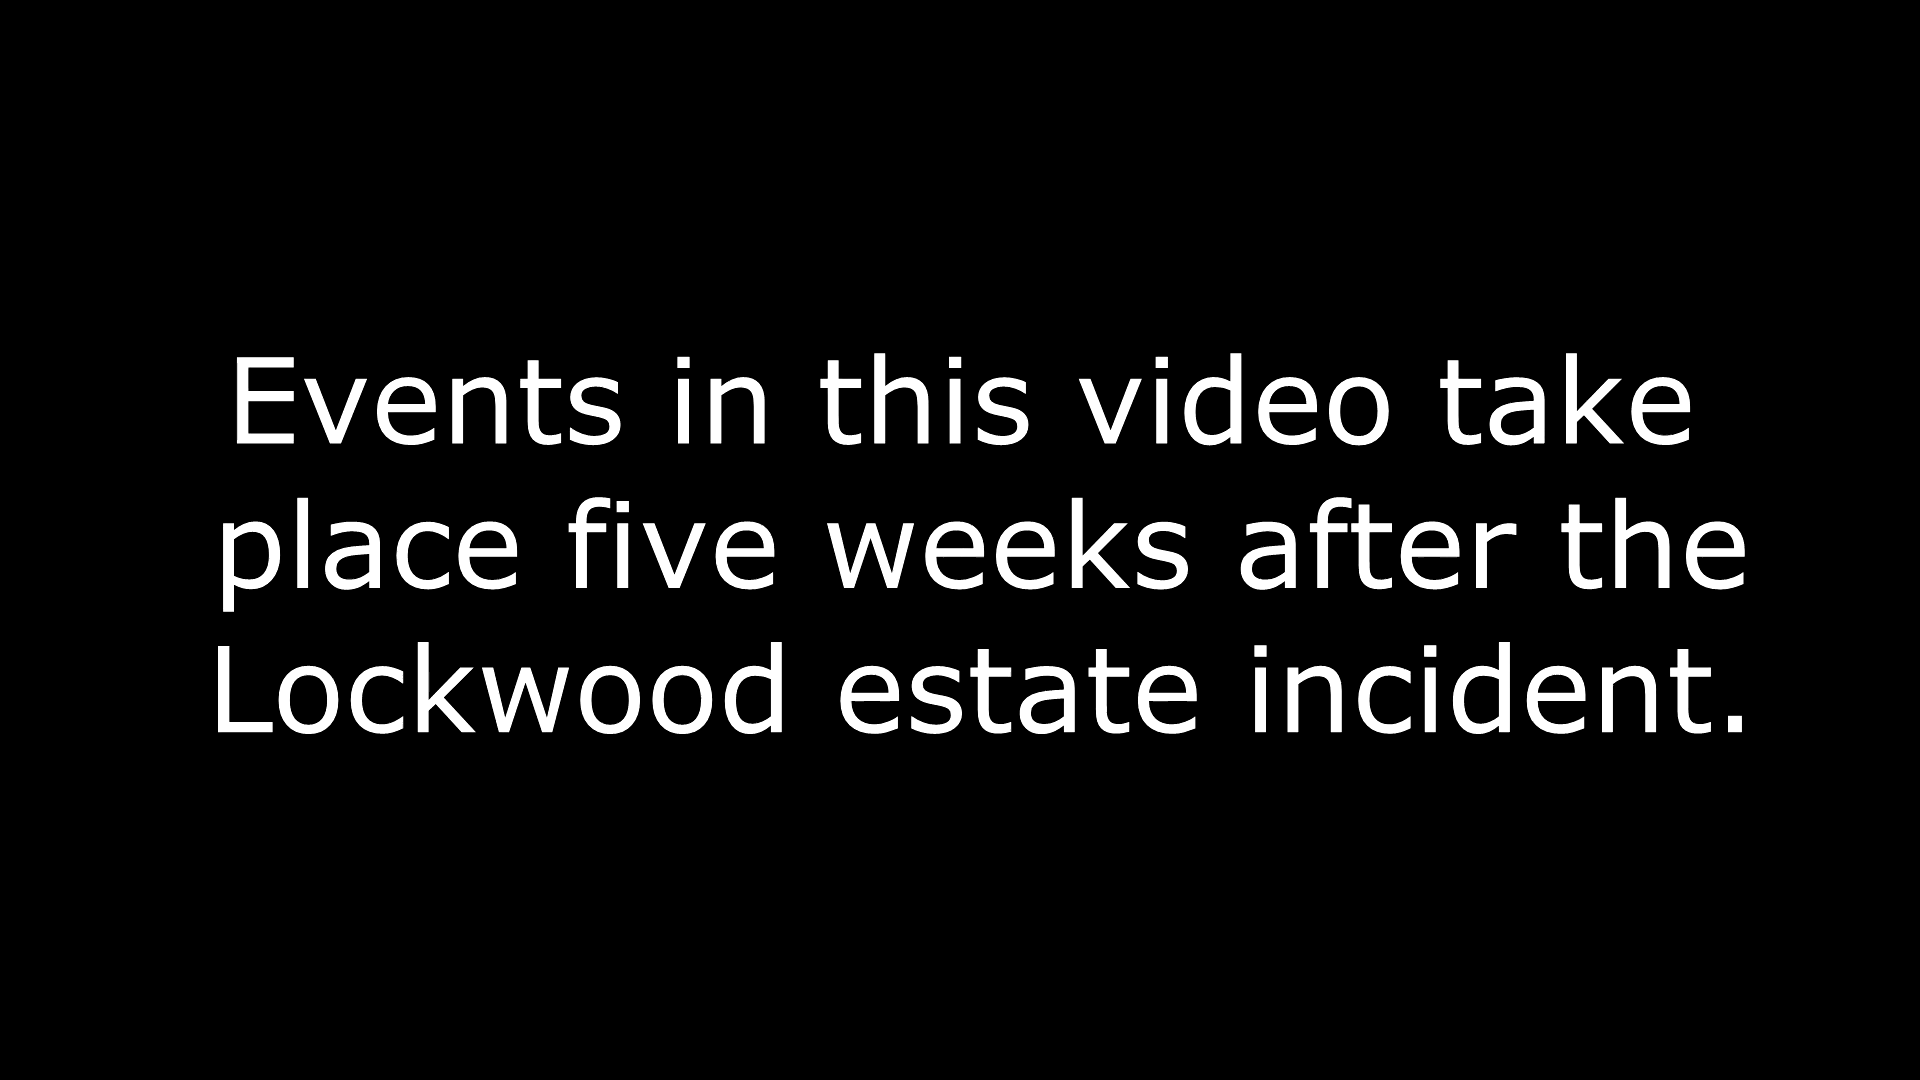 Events in this video take
place five weeks after the
Lockwood estate incident.